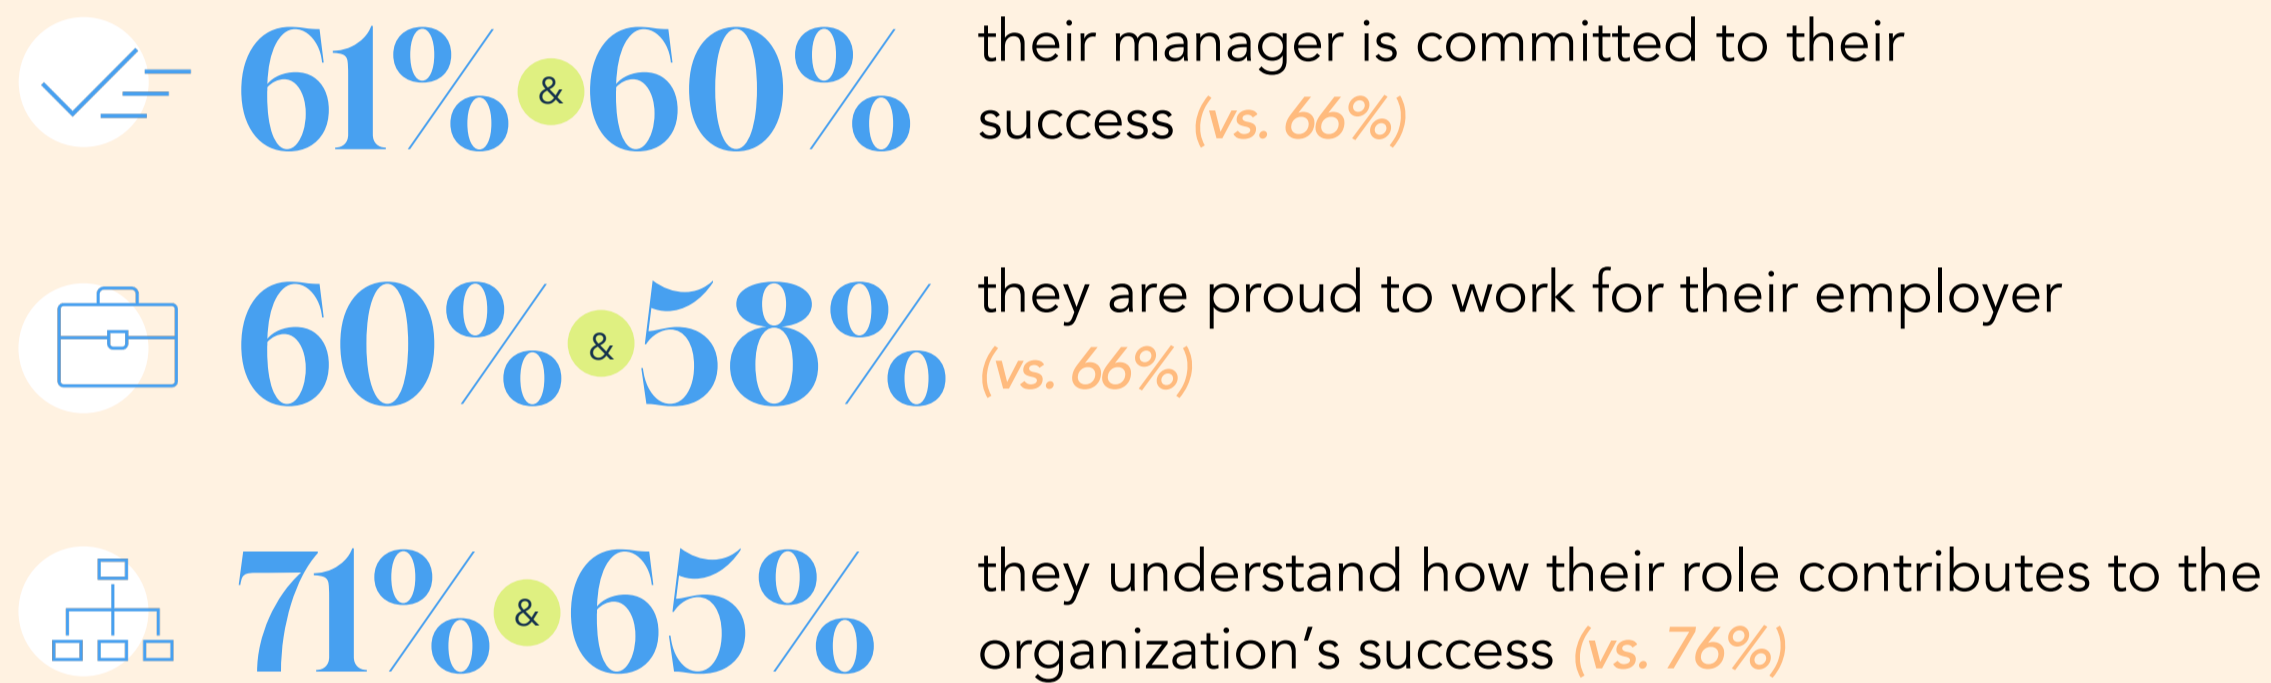 61% & 60% their manager is committed to their
success (vs. 66%)
60% & 58% they are proud to work for their employer
(vs. 66%)
71% & 65% they understand how their role contributes to the
organization’s success (vs. 76%)